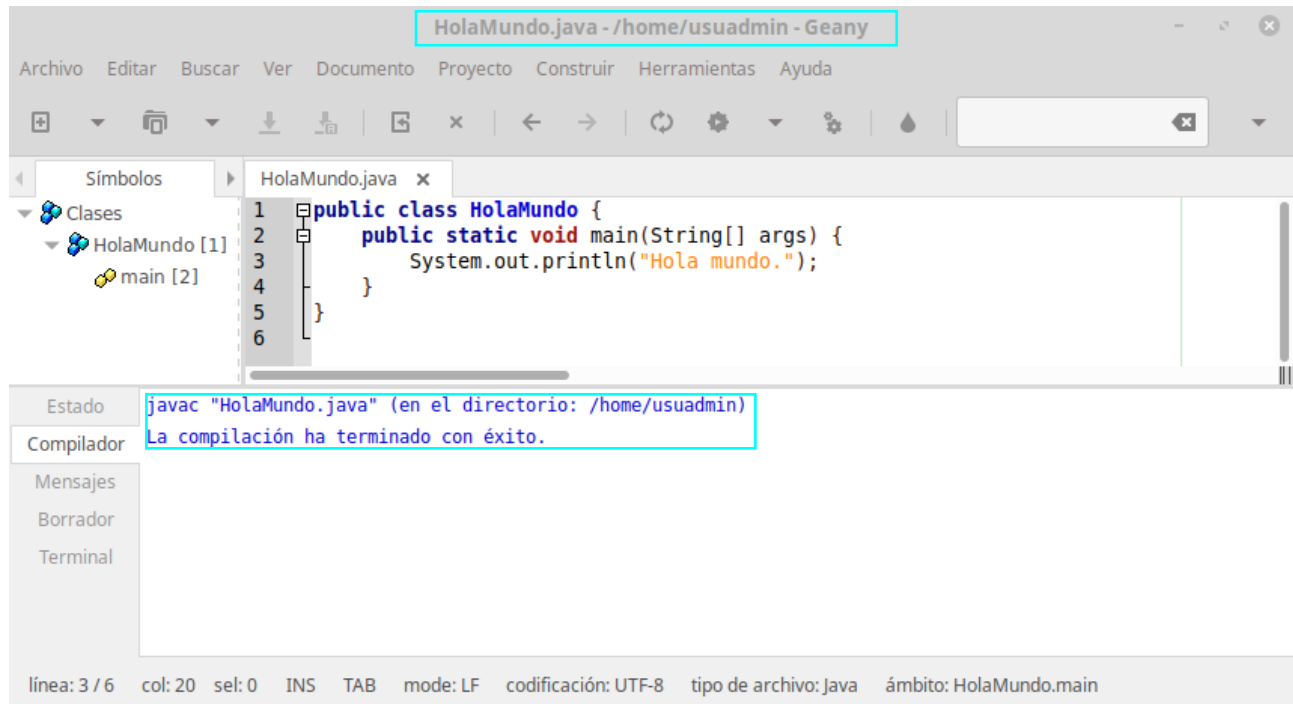 HolaMundo.java - /home/usuadmin - Geany
Archivo Editar Buscar Ver Documento Proyecto Construir Herramientas Ayuda
Símbolos
HolaMundo.java
Clases
HolaMundo [1]
main [2]
1 public class HolaMundo {
2     public static void main(String[] args) {
3         System.out.println("Hola mundo.");
4     }
5 }
6
Estado
Compilador
Mensajes
Borrador
Terminal
javac "HolaMundo.java" (en el directorio: /home/usuadmin)
La compilación ha terminado con éxito.
línea: 3 / 6 col: 20 sel: 0 INS TAB mode: LF codificación: UTF-8 tipo de archivo: Java ámbito: HolaMundo.main